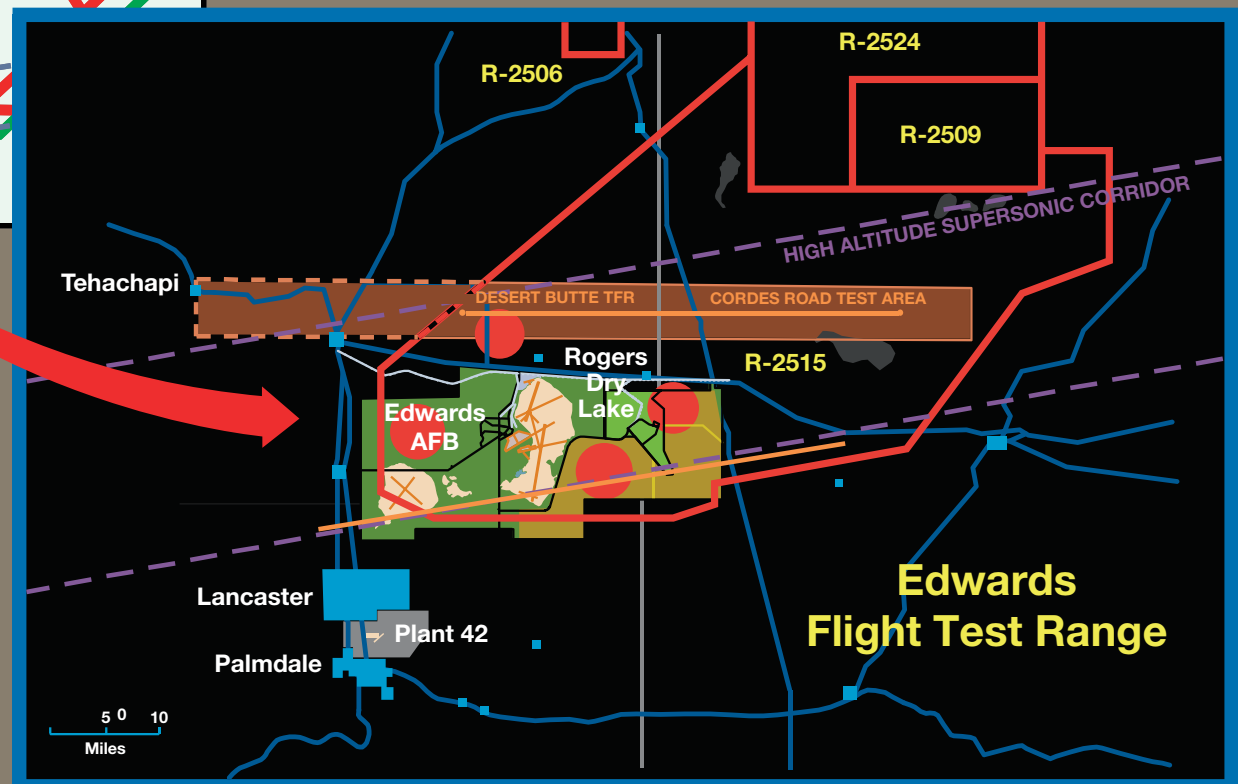 R-2524
R-2506
R-2509
HIGH ALTITUDE SUPERSONIC CORRIDOR
Tehachapi
DESERT BUTTE TFR
CORDES ROAD TEST AREA
Rogers
Dry
Lake
R-2515
Edwards
AFB
Edwards
Flight Test Range
Lancaster
Plant 42
Palmdale
5 0 10
Miles